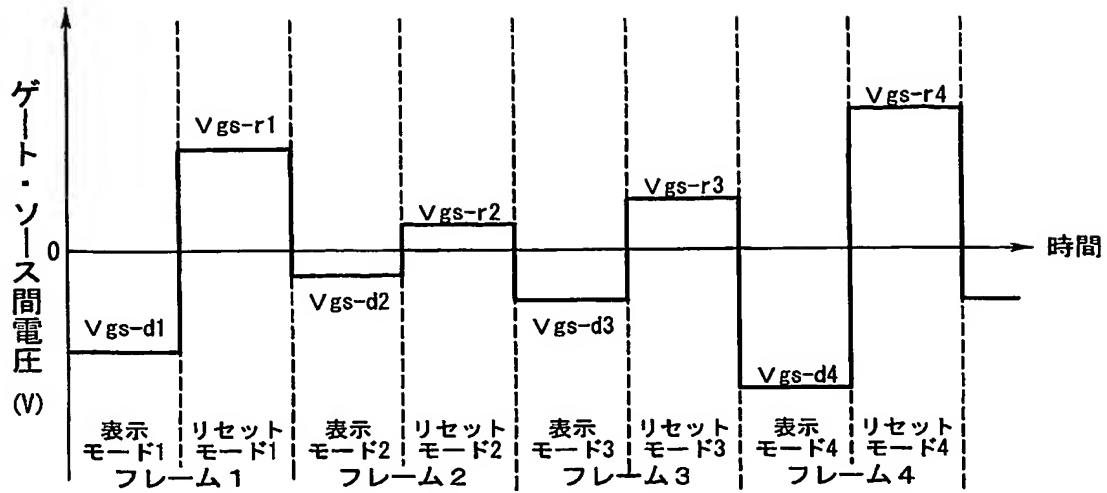 ゲート・ソース間電圧(V)
Vgs-r1
Vgs-r2
Vgs-r3
Vgs-r4
0
時間
Vgs-d1
Vgs-d2
Vgs-d3
Vgs-d4
表示 リセット 表示 リセット 表示 リセット 表示 リセット
モード1 モード1 モード2 モード2 モード3 モード3 モード4 モード4
フレーム1 フレーム2 フレーム3 フレーム4